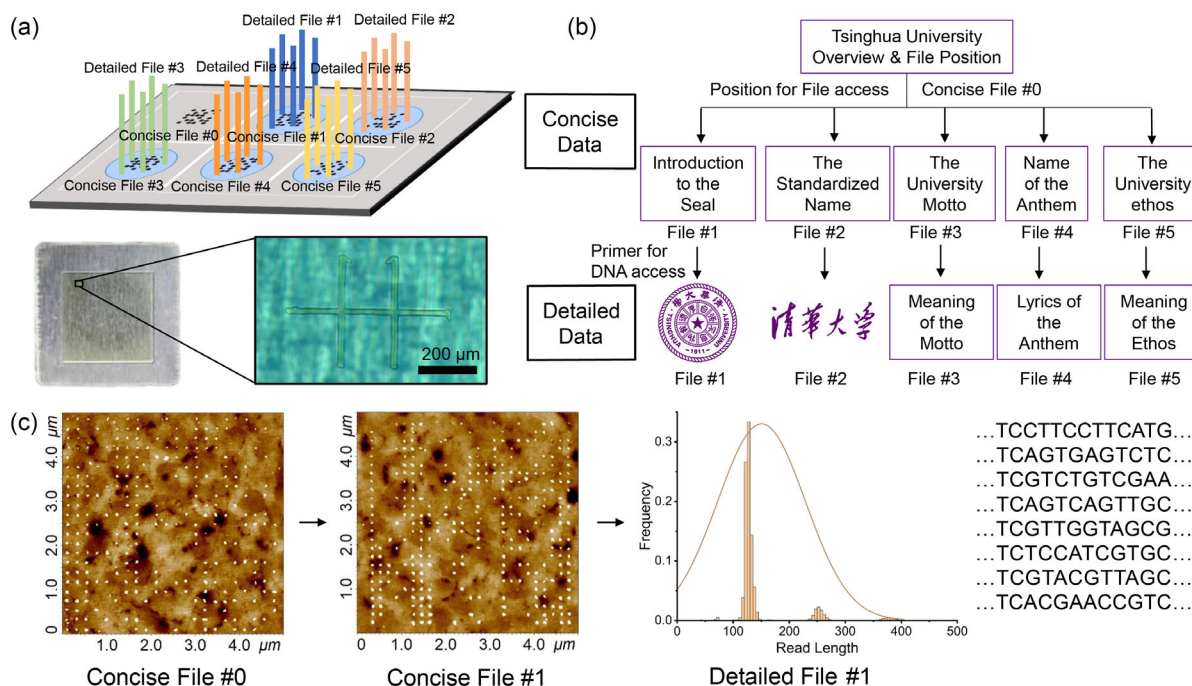 (a)
Detailed File #1
Detailed File #2
Detailed File #3
Detailed File #4
Detailed File #5
Concise File #0
Concise File #1
Concise File #2
Concise File #3
Concise File #4
Concise File #5
200 μm
(b)
Tsinghua University
Overview & File Position
Position for File access
Concise File #0
Concise
Data
Introduction
to the
Seal
The
Standardized
Name
The
University
Motto
Name
of the
Anthem
The
University
ethos
File #1
File #2
File #3
File #4
File #5
Primer for
DNA access
Detailed
Data
TSINGHUA UNIVERSITY
–1911–
清華大学
Meaning
of the
Motto
Lyrics of
the
Anthem
Meaning
of the
Ethos
File #1
File #2
File #3
File #4
File #5
(c)
μm
4.0
3.0
2.0
1.0
0
1.0 2.0 3.0 4.0 μm
Concise File #0
μm
4.0
3.0
2.0
1.0
0
0 1.0 2.0 3.0 4.0 μm
Concise File #1
Frequency
0.3
0.2
0.1
0.0
0 100 200 300 400 500
Read Length
Detailed File #1
...TCCTTCCTTCATG...
...TCAGTGAGTCTC...
...TCGTCTGTCGAA...
...TCAGTCAGTTGC...
...TCGTTGGTAGCG...
...TCTCCATCGTGC...
...TCGTACGTTAGC...
...TCACGAACCGTC...